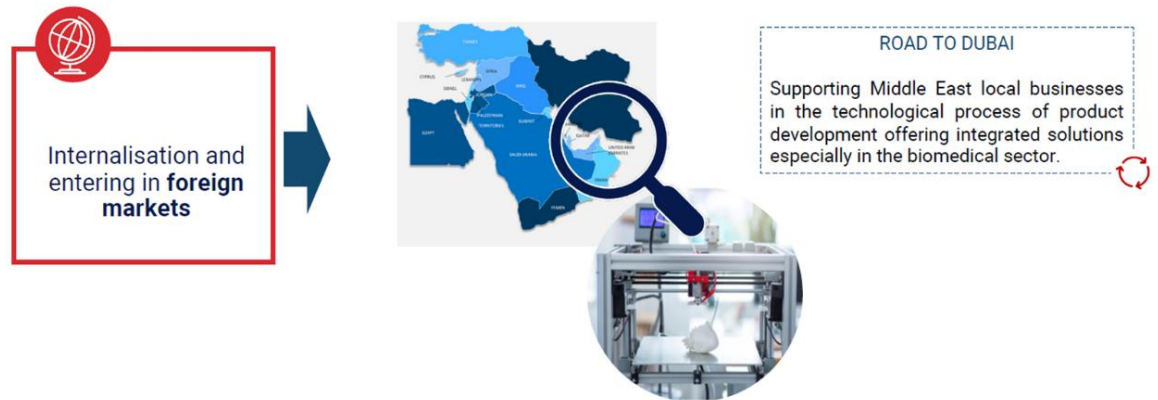 Internalisation and
entering in foreign
markets
TURKEY
CYPRUS
SYRIA
LEBANON
ISRAEL
IRAQ
JORDAN
PALESTINIAN
TERRITORIES
KUWAIT
EGYPT
SAUDI ARABIA
QATAR
UNITED ARAB
EMIRATES
OMAN
YEMEN
ROAD TO DUBAI
Supporting Middle East local businesses
in the technological process of product
development offering integrated solutions
especially in the biomedical sector.